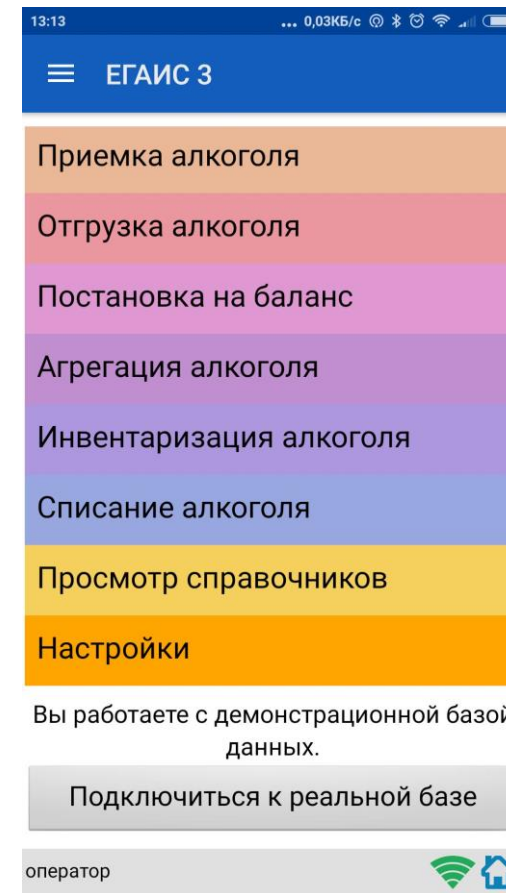 13:13 ... 0,03КБ/с
ЕГАИС 3
Приемка алкоголя
Отгрузка алкоголя
Постановка на баланс
Агрегация алкоголя
Инвентаризация алкоголя
Списание алкоголя
Просмотр справочников
Настройки
Вы работаете с демонстрационной базой
данных.
Подключиться к реальной базе
оператор